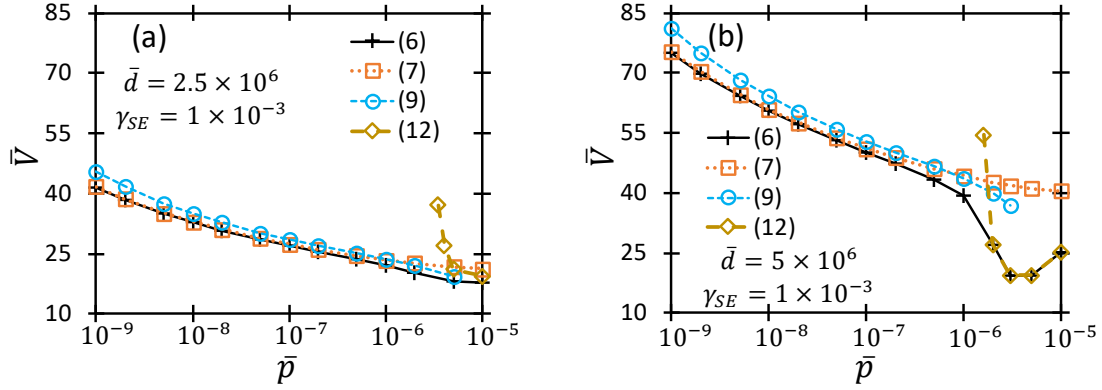 85
70
55
40
25
10
V̄
(a)
d̄ = 2.5 × 10⁶
γ_SE = 1 × 10⁻³
(6)
(7)
(9)
(12)
10⁻⁹ 10⁻⁸ 10⁻⁷ 10⁻⁶ 10⁻⁵
p̄
85
70
55
40
25
10
V̄
(b)
(6)
(7)
(9)
(12)
d̄ = 5 × 10⁶
γ_SE = 1 × 10⁻³
10⁻⁹ 10⁻⁸ 10⁻⁷ 10⁻⁶ 10⁻⁵
p̄